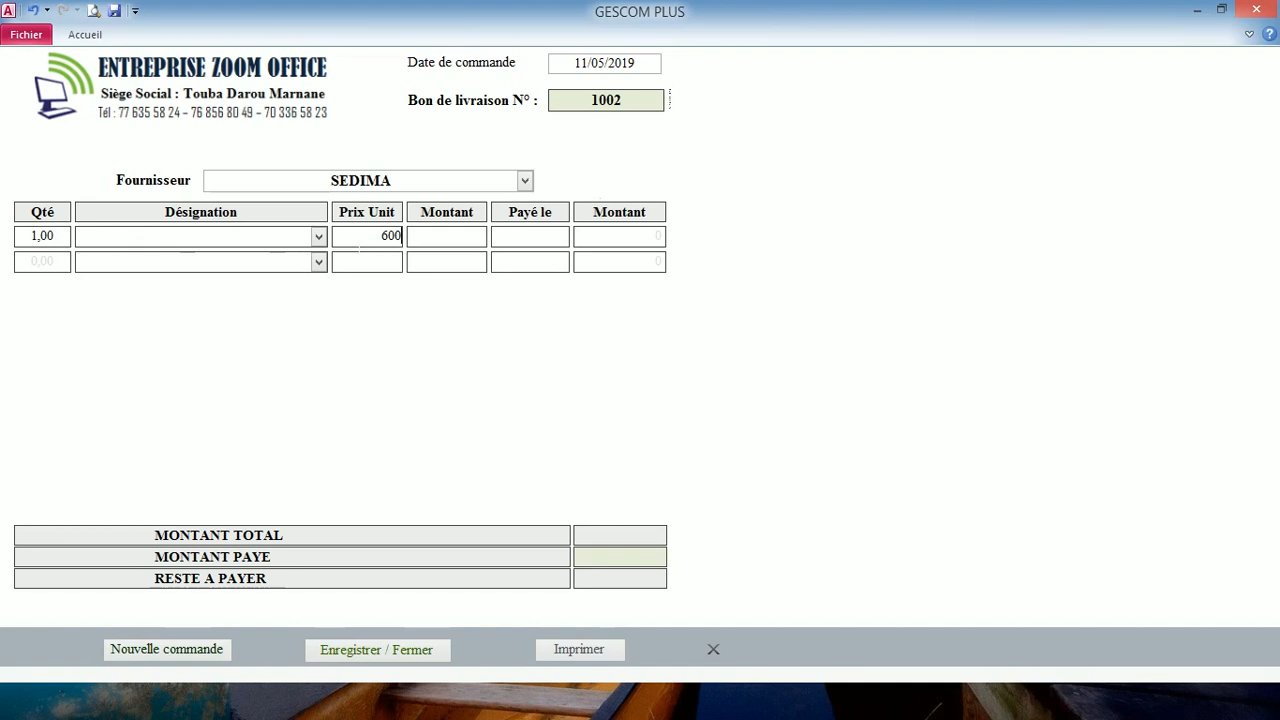 GESCOM PLUS
Fichier
Accueil
ENTREPRISE ZOOM OFFICE
Siège Social : Touba Darou Marnane
Tél : 77 635 58 24 – 76 856 80 49 – 70 336 58 23
Date de commande 11/05/2019
Bon de livraison N° : 1002
Fournisseur SEDIMA
Qté Désignation Prix Unit Montant Payé le Montant
1,00 600 0
0,00 0
MONTANT TOTAL
MONTANT PAYE
RESTE A PAYER
Nouvelle commande Enregistrer / Fermer Imprimer